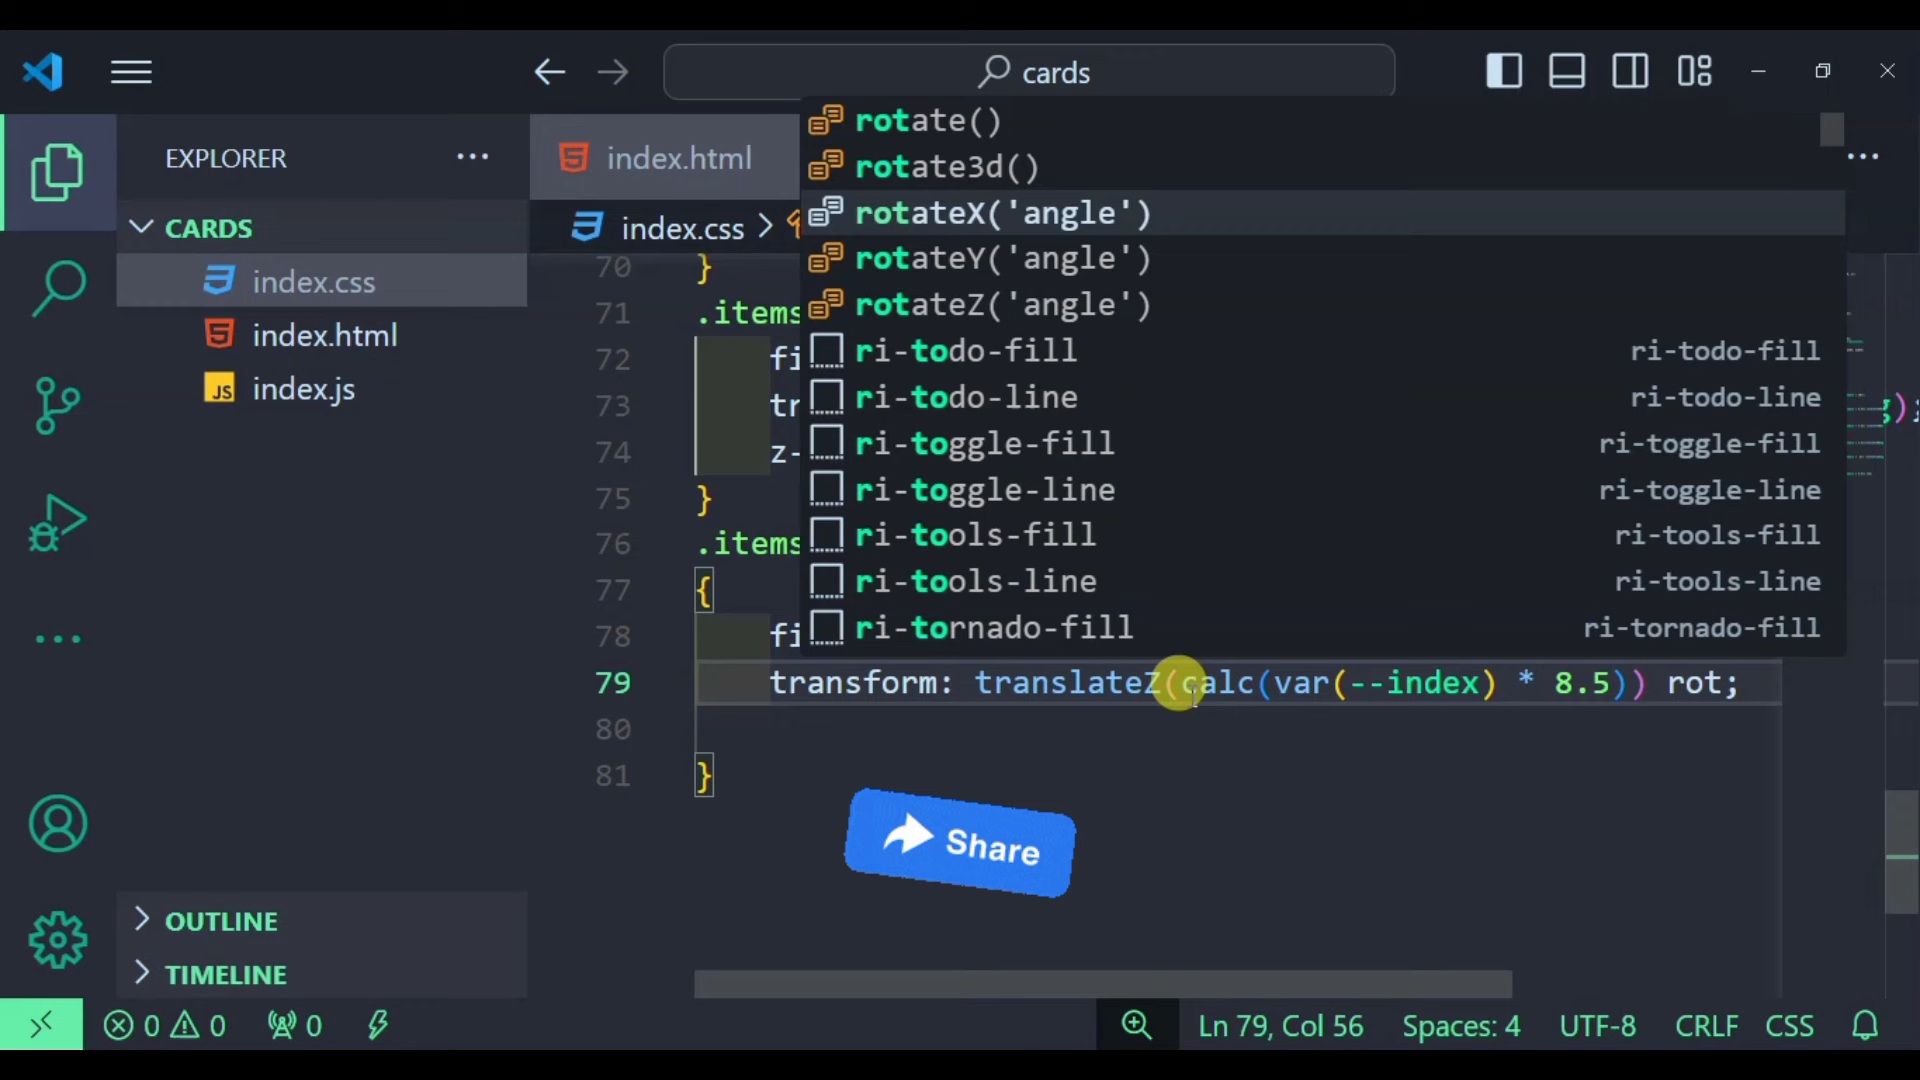 cards
EXPLORER
CARDS
index.css
index.html
index.js
OUTLINE
TIMELINE
index.html
index.css
rotate()
rotate3d()
rotateX('angle')
rotateY('angle')
rotateZ('angle')
ri-todo-fill ri-todo-fill
ri-todo-line ri-todo-line
ri-toggle-fill ri-toggle-fill
ri-toggle-line ri-toggle-line
ri-tools-fill ri-tools-fill
ri-tools-line ri-tools-line
ri-tornado-fill ri-tornado-fill
70 }
71 .items
72 fi
73 tr
74 z-
75 }
76 .items
77 {
78 fi
79 transform: translateZ(calc(var(--index) * 8.5)) rot;
80
81 }
Share
0 0 0
Ln 79, Col 56 Spaces: 4 UTF-8 CRLF CSS